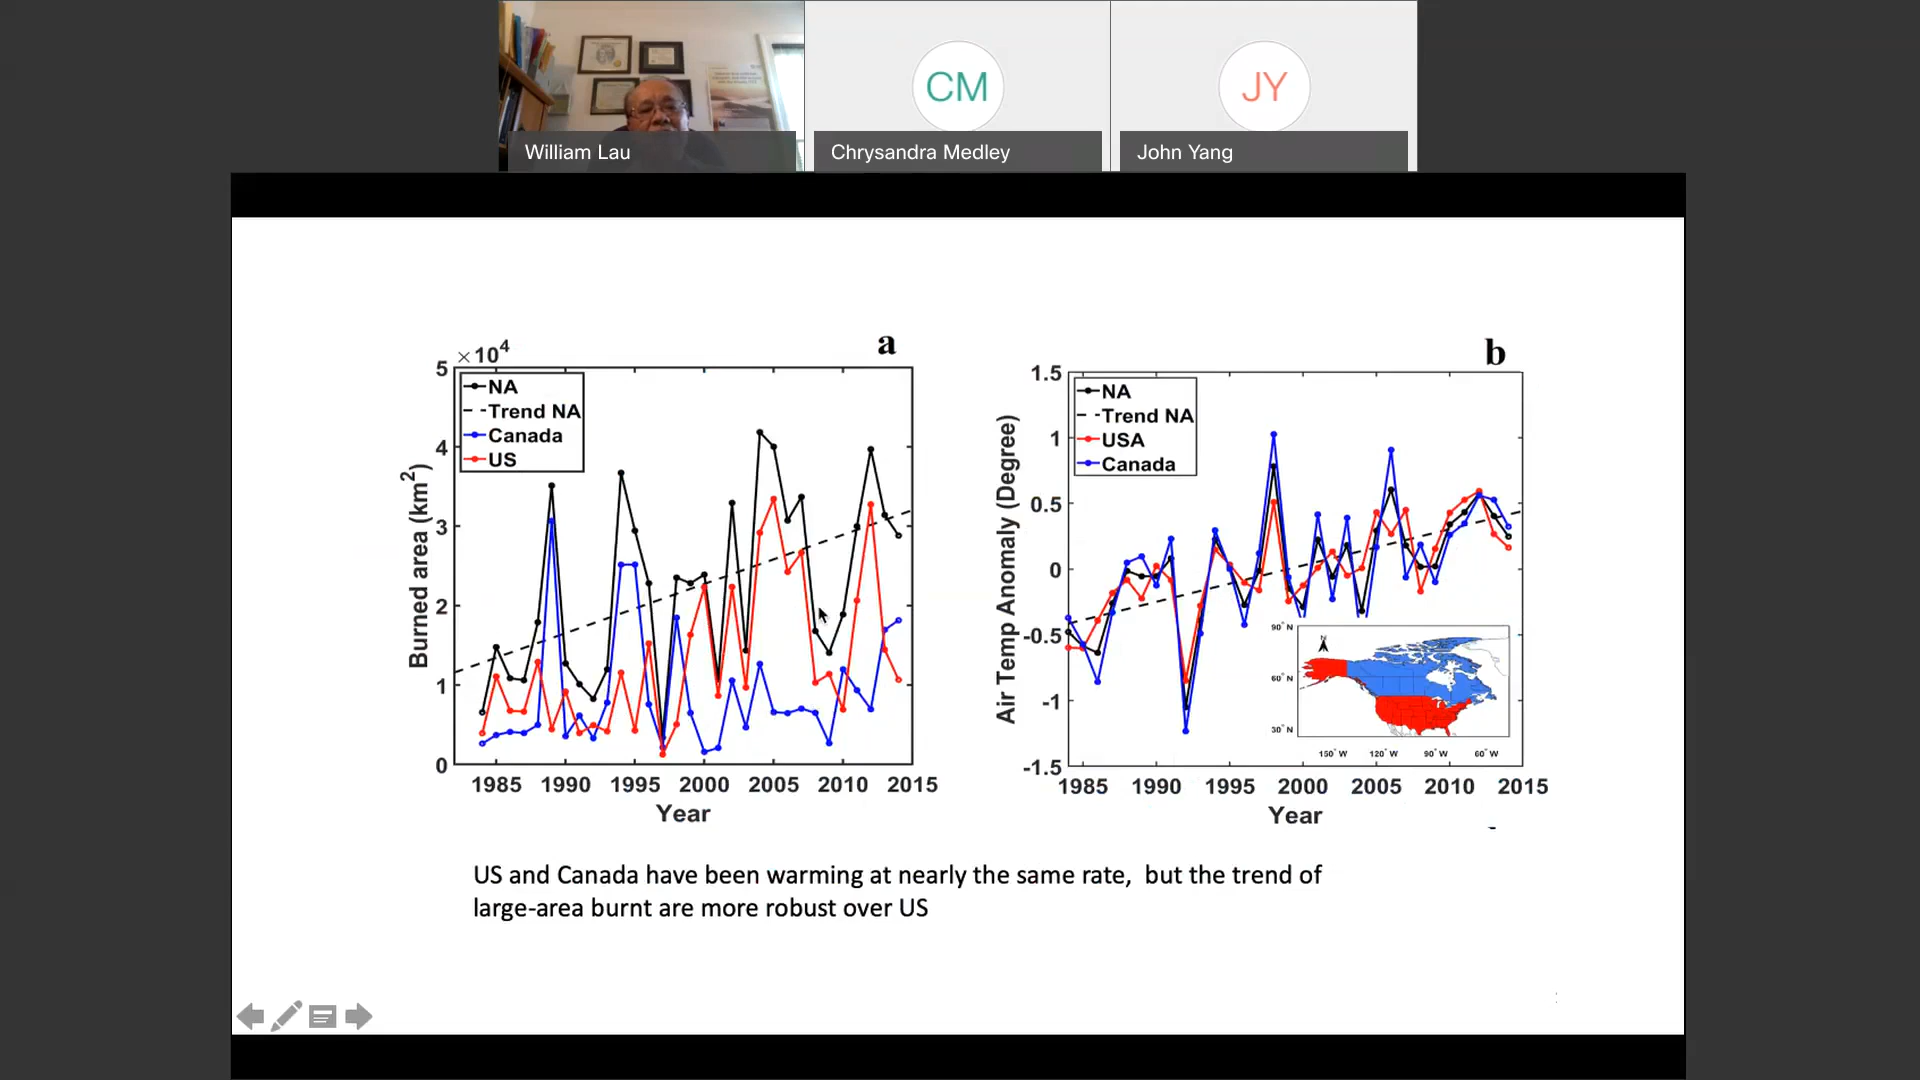 CM
JY
William Lau
Chrysandra Medley
John Yang
a
×10⁴
5
4
3
2
1
0
NA
Trend NA
Canada
US
Burned area (km²)
1985 1990 1995 2000 2005 2010 2015
Year
b
1.5
1
0.5
0
-0.5
-1
-1.5
NA
Trend NA
USA
Canada
Air Temp Anomaly (Degree)
90° N
60° N
30° N
N
150° W 120° W 90° W 60° W
1985 1990 1995 2000 2005 2010 2015
Year
US and Canada have been warming at nearly the same rate, but the trend of
large-area burnt are more robust over US